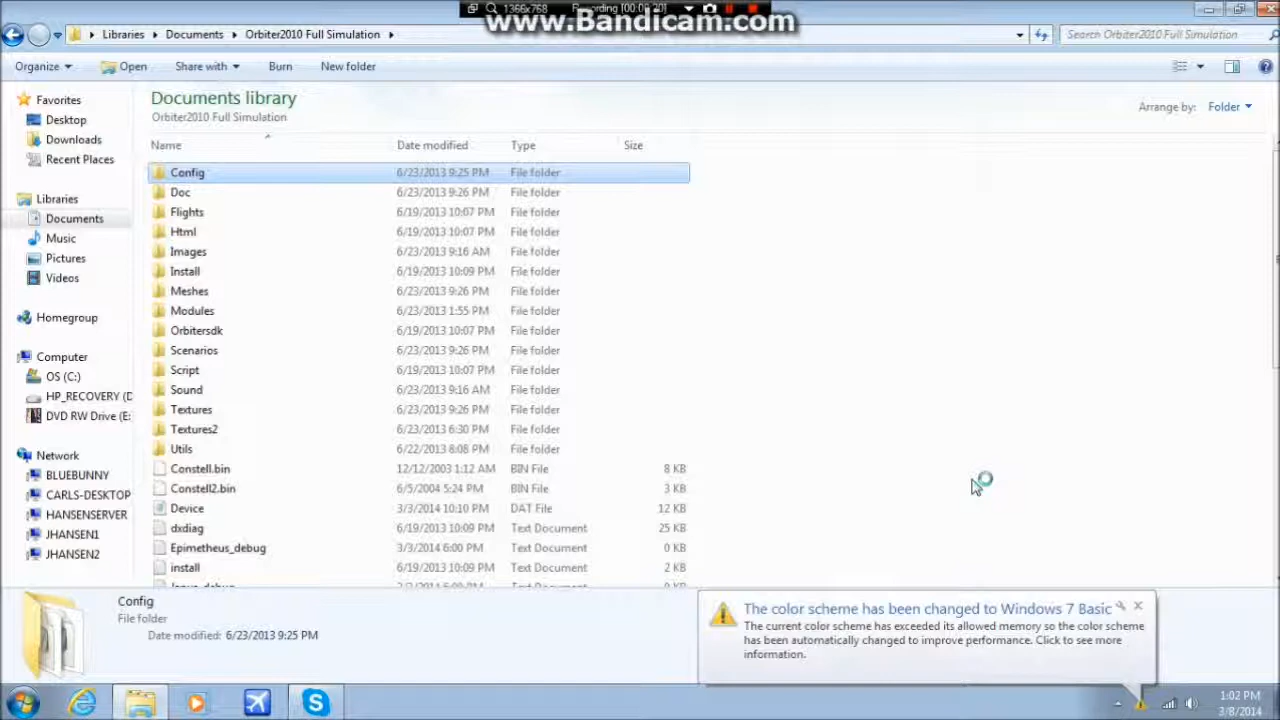 1366x768
Recording
www.Bandicam.com
Libraries
Documents
Orbiter2010 Full Simulation
Search Orbiter2010 Full Simulation
Organize
Open
Share with
Burn
New folder
Favorites
Desktop
Downloads
Recent Places
Libraries
Documents
Music
Pictures
Videos
Homegroup
Computer
OS (C:)
HP_RECOVERY (D
DVD RW Drive (E:
Network
BLUEBUNNY
CARLS-DESKTOP
HANSENSERVER
JHANSEN1
JHANSEN2
Documents library
Orbiter2010 Full Simulation
Arrange by: Folder
Name Date modified Type Size
Config 6/23/2013 9:25 PM File folder
Doc 6/23/2013 9:26 PM File folder
Flights 6/19/2013 10:07 PM File folder
Html 6/19/2013 10:07 PM File folder
Images 6/23/2013 9:16 AM File folder
Install 6/19/2013 10:09 PM File folder
Meshes 6/23/2013 9:26 PM File folder
Modules 6/23/2013 1:55 PM File folder
Orbitersdk 6/19/2013 10:07 PM File folder
Scenarios 6/23/2013 9:26 PM File folder
Script 6/19/2013 10:07 PM File folder
Sound 6/23/2013 9:16 AM File folder
Textures 6/23/2013 9:26 PM File folder
Textures2 6/23/2013 6:30 PM File folder
Utils 6/22/2013 8:08 PM File folder
Constell.bin 12/12/2003 1:12 AM BIN File 8 KB
Constell2.bin 6/5/2004 5:24 PM BIN File 3 KB
Device 3/3/2014 10:10 PM DAT File 12 KB
dxdiag 6/19/2013 10:09 PM Text Document 25 KB
Epimetheus_debug 3/3/2014 6:00 PM Text Document 0 KB
install 6/19/2013 10:09 PM Text Document 2 KB
Config
File folder
Date modified: 6/23/2013 9:25 PM
The color scheme has been changed to Windows 7 Basic
The current color scheme has exceeded its allowed memory so the color scheme
has been automatically changed to improve performance. Click to see more
information.
1:02 PM
3/8/2014